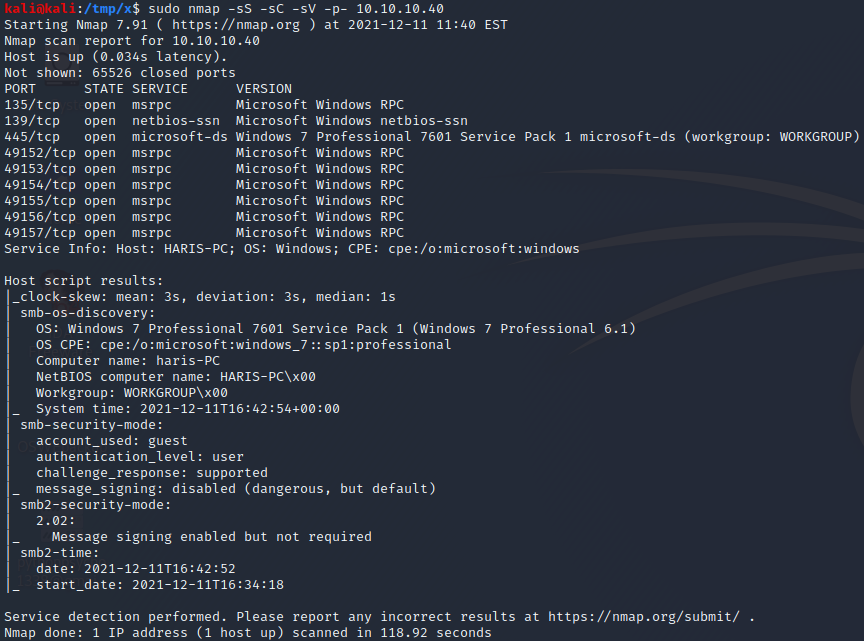 kali@kali:/tmp/x$ sudo nmap -sS -sC -sV -p- 10.10.10.40
Starting Nmap 7.91 ( https://nmap.org ) at 2021-12-11 11:40 EST
Nmap scan report for 10.10.10.40
Host is up (0.034s latency).
Not shown: 65526 closed ports
PORT      STATE SERVICE      VERSION
135/tcp   open  msrpc        Microsoft Windows RPC
139/tcp   open  netbios-ssn  Microsoft Windows netbios-ssn
445/tcp   open  microsoft-ds Windows 7 Professional 7601 Service Pack 1 microsoft-ds (workgroup: WORKGROUP)
49152/tcp open  msrpc        Microsoft Windows RPC
49153/tcp open  msrpc        Microsoft Windows RPC
49154/tcp open  msrpc        Microsoft Windows RPC
49155/tcp open  msrpc        Microsoft Windows RPC
49156/tcp open  msrpc        Microsoft Windows RPC
49157/tcp open  msrpc        Microsoft Windows RPC
Service Info: Host: HARIS-PC; OS: Windows; CPE: cpe:/o:microsoft:windows

Host script results:
|_clock-skew: mean: 3s, deviation: 3s, median: 1s
| smb-os-discovery:
|   OS: Windows 7 Professional 7601 Service Pack 1 (Windows 7 Professional 6.1)
|   OS CPE: cpe:/o:microsoft:windows_7::sp1:professional
|   Computer name: haris-PC
|   NetBIOS computer name: HARIS-PC\x00
|   Workgroup: WORKGROUP\x00
|_  System time: 2021-12-11T16:42:54+00:00
| smb-security-mode:
|   account_used: guest
|   authentication_level: user
|   challenge_response: supported
|_  message_signing: disabled (dangerous, but default)
| smb2-security-mode:
|   2.02:
|_    Message signing enabled but not required
| smb2-time:
|   date: 2021-12-11T16:42:52
|_  start_date: 2021-12-11T16:34:18

Service detection performed. Please report any incorrect results at https://nmap.org/submit/ .
Nmap done: 1 IP address (1 host up) scanned in 118.92 seconds